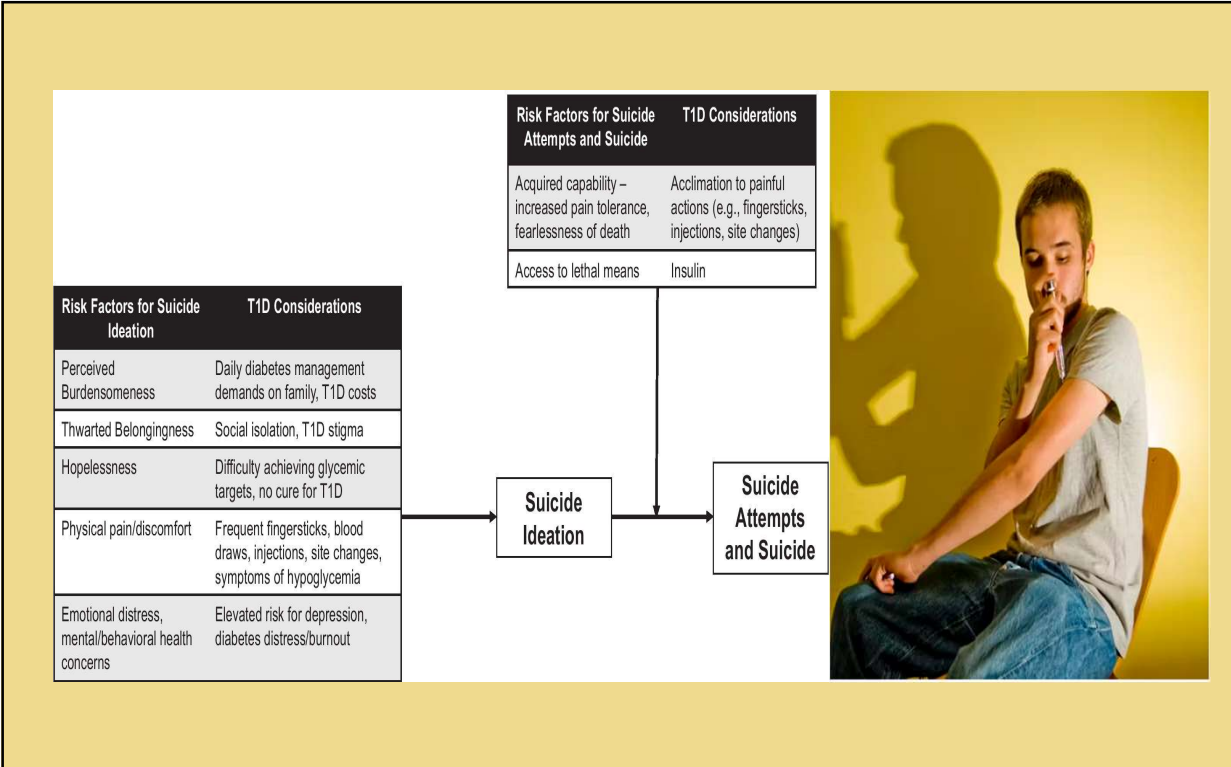 Risk Factors for Suicide
Attempts and Suicide
T1D Considerations
Acquired capability –
increased pain tolerance,
fearlessness of death
Acclimation to painful
actions (e.g., fingersticks,
injections, site changes)
Access to lethal means
Insulin
Risk Factors for Suicide
Ideation
T1D Considerations
Perceived
Burdensomeness
Daily diabetes management
demands on family, T1D costs
Thwarted Belongingness
Social isolation, T1D stigma
Hopelessness
Difficulty achieving glycemic
targets, no cure for T1D
Physical pain/discomfort
Frequent fingersticks, blood
draws, injections, site changes,
symptoms of hypoglycemia
Emotional distress,
mental/behavioral health
concerns
Elevated risk for depression,
diabetes distress/burnout
Suicide
Ideation
Suicide
Attempts
and Suicide